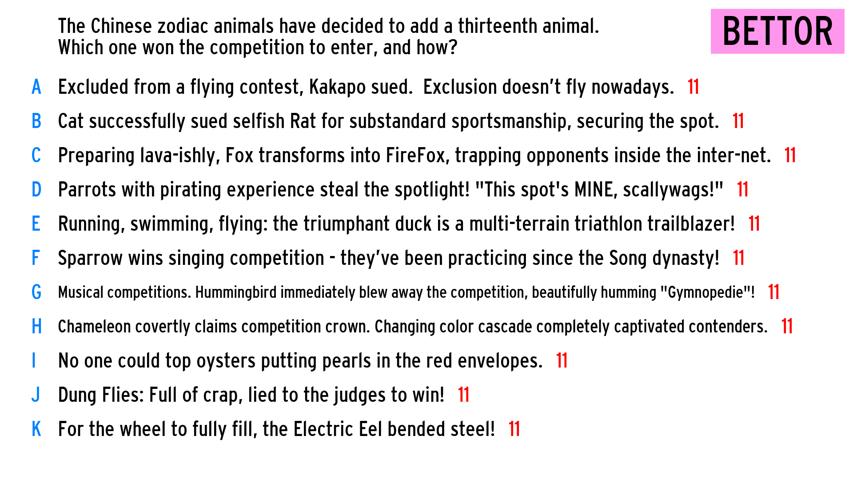 The Chinese zodiac animals have decided to add a thirteenth animal.
Which one won the competition to enter, and how?
BETTOR
A Excluded from a flying contest, Kakapo sued. Exclusion doesn't fly nowadays. 11
B Cat successfully sued selfish Rat for substandard sportsmanship, securing the spot. 11
C Preparing lava-ishly, Fox transforms into FireFox, trapping opponents inside the inter-net. 11
D Parrots with pirating experience steal the spotlight! "This spot's MINE, scallywags!" 11
E Running, swimming, flying: the triumphant duck is a multi-terrain triathlon trailblazer! 11
F Sparrow wins singing competition - they've been practicing since the Song dynasty! 11
G Musical competitions. Hummingbird immediately blew away the competition, beautifully humming "Gymnopedie"! 11
H Chameleon covertly claims competition crown. Changing color cascade completely captivated contenders. 11
I No one could top oysters putting pearls in the red envelopes. 11
J Dung Flies: Full of crap, lied to the judges to win! 11
K For the wheel to fully fill, the Electric Eel bended steel! 11